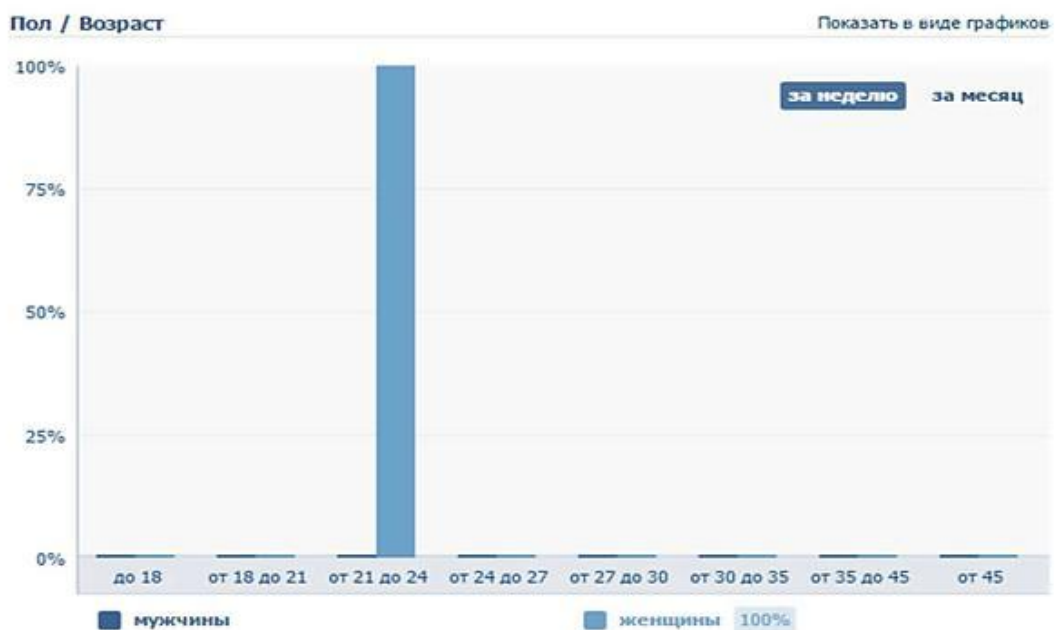 Пол / Возраст Показать в виде графиков
100%
за неделю за месяц
75%
50%
25%
0%
до 18 от 18 до 21 от 21 до 24 от 24 до 27 от 27 до 30 от 30 до 35 от 35 до 45 от 45
мужчины женщины 100%